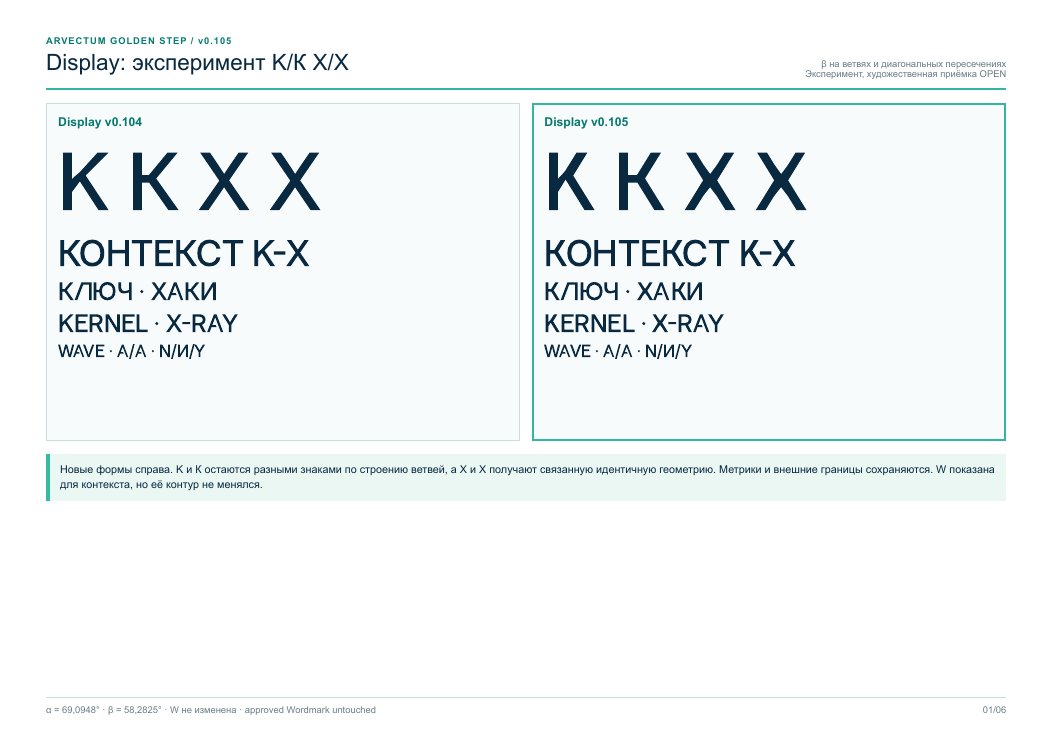 ARVECTUM GOLDEN STEP / v0.105
Display: эксперимент K/К X/Х
β на ветвях и диагональных пересечениях
Эксперимент, художественная приёмка OPEN
Display v0.104
K К X Х
КОНТЕКСТ K-X
КЛЮЧ · ХАКИ
KERNEL · X-RAY
WAVE · A/А · N/И/Y
Display v0.105
K К X Х
КОНТЕКСТ K-X
КЛЮЧ · ХАКИ
KERNEL · X-RAY
WAVE · A/А · N/И/Y
Новые формы справа. K и К остаются разными знаками по строению ветвей, а X и Х получают связанную идентичную геометрию. Метрики и внешние границы сохраняются. W показана
для контекста, но её контур не менялся.
α = 69,0948° · β = 58,2825° · W не изменена · approved Wordmark untouched
01/06